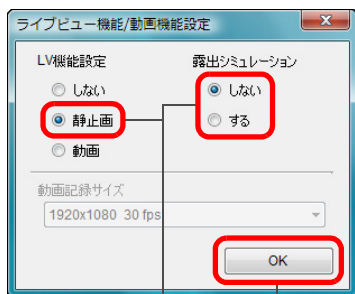 ライブビュー機能/動画機能設定
LV機能設定
しない
静止画
動画
露出シミュレーション
しない
する
動画記録サイズ
1920x1080 30 fps
OK